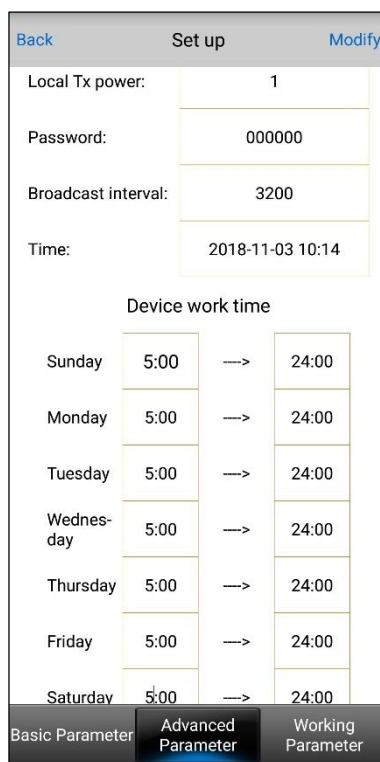 Back Set up Modify
Local Tx power: 1
Password: 000000
Broadcast interval: 3200
Time: 2018-11-03 10:14
Device work time
Sunday 5:00 ----> 24:00
Monday 5:00 ----> 24:00
Tuesday 5:00 ----> 24:00
Wednes-
day 5:00 ----> 24:00
Thursday 5:00 ----> 24:00
Friday 5:00 ----> 24:00
Saturday 5:00 ----> 24:00
Basic Parameter Advanced Parameter Working Parameter